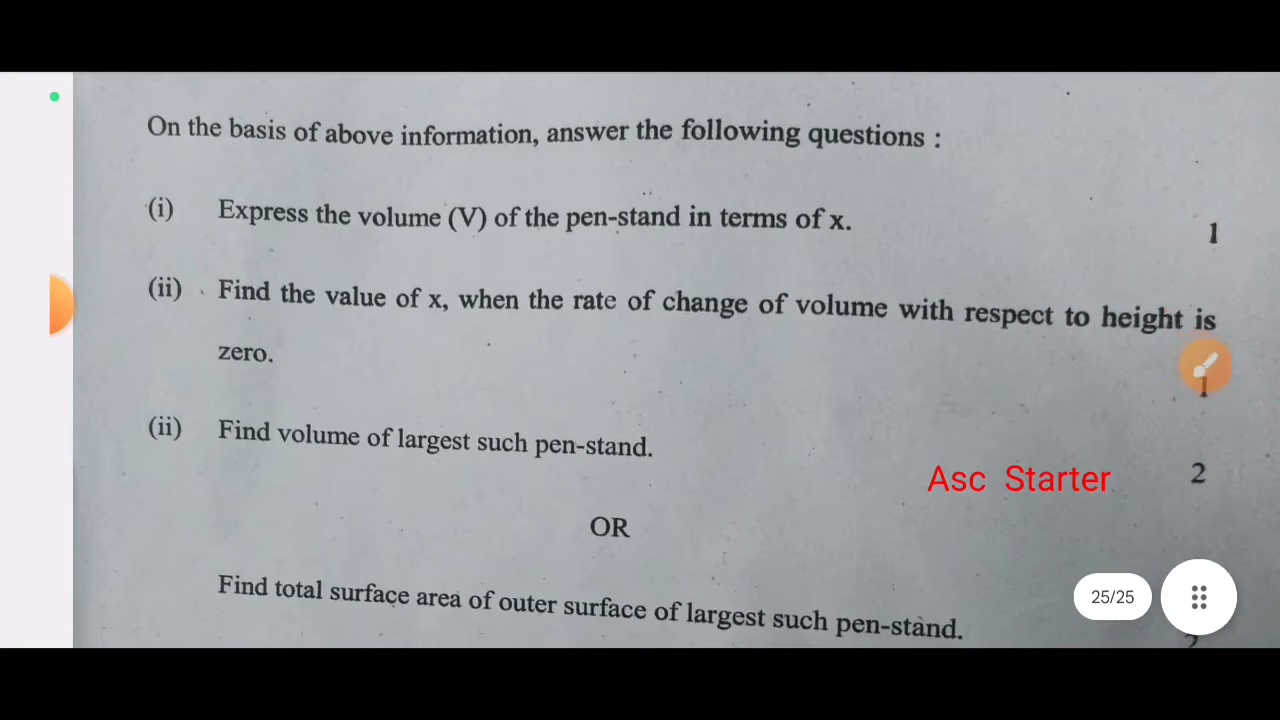 On the basis of above information, answer the following questions :
(i) Express the volume (V) of the pen-stand in terms of x. 1
(ii) Find the value of x, when the rate of change of volume with respect to height is
zero. 1
(ii) Find volume of largest such pen-stand. 2
Asc Starter
OR
Find total surface area of outer surface of largest such pen-stand.
25/25